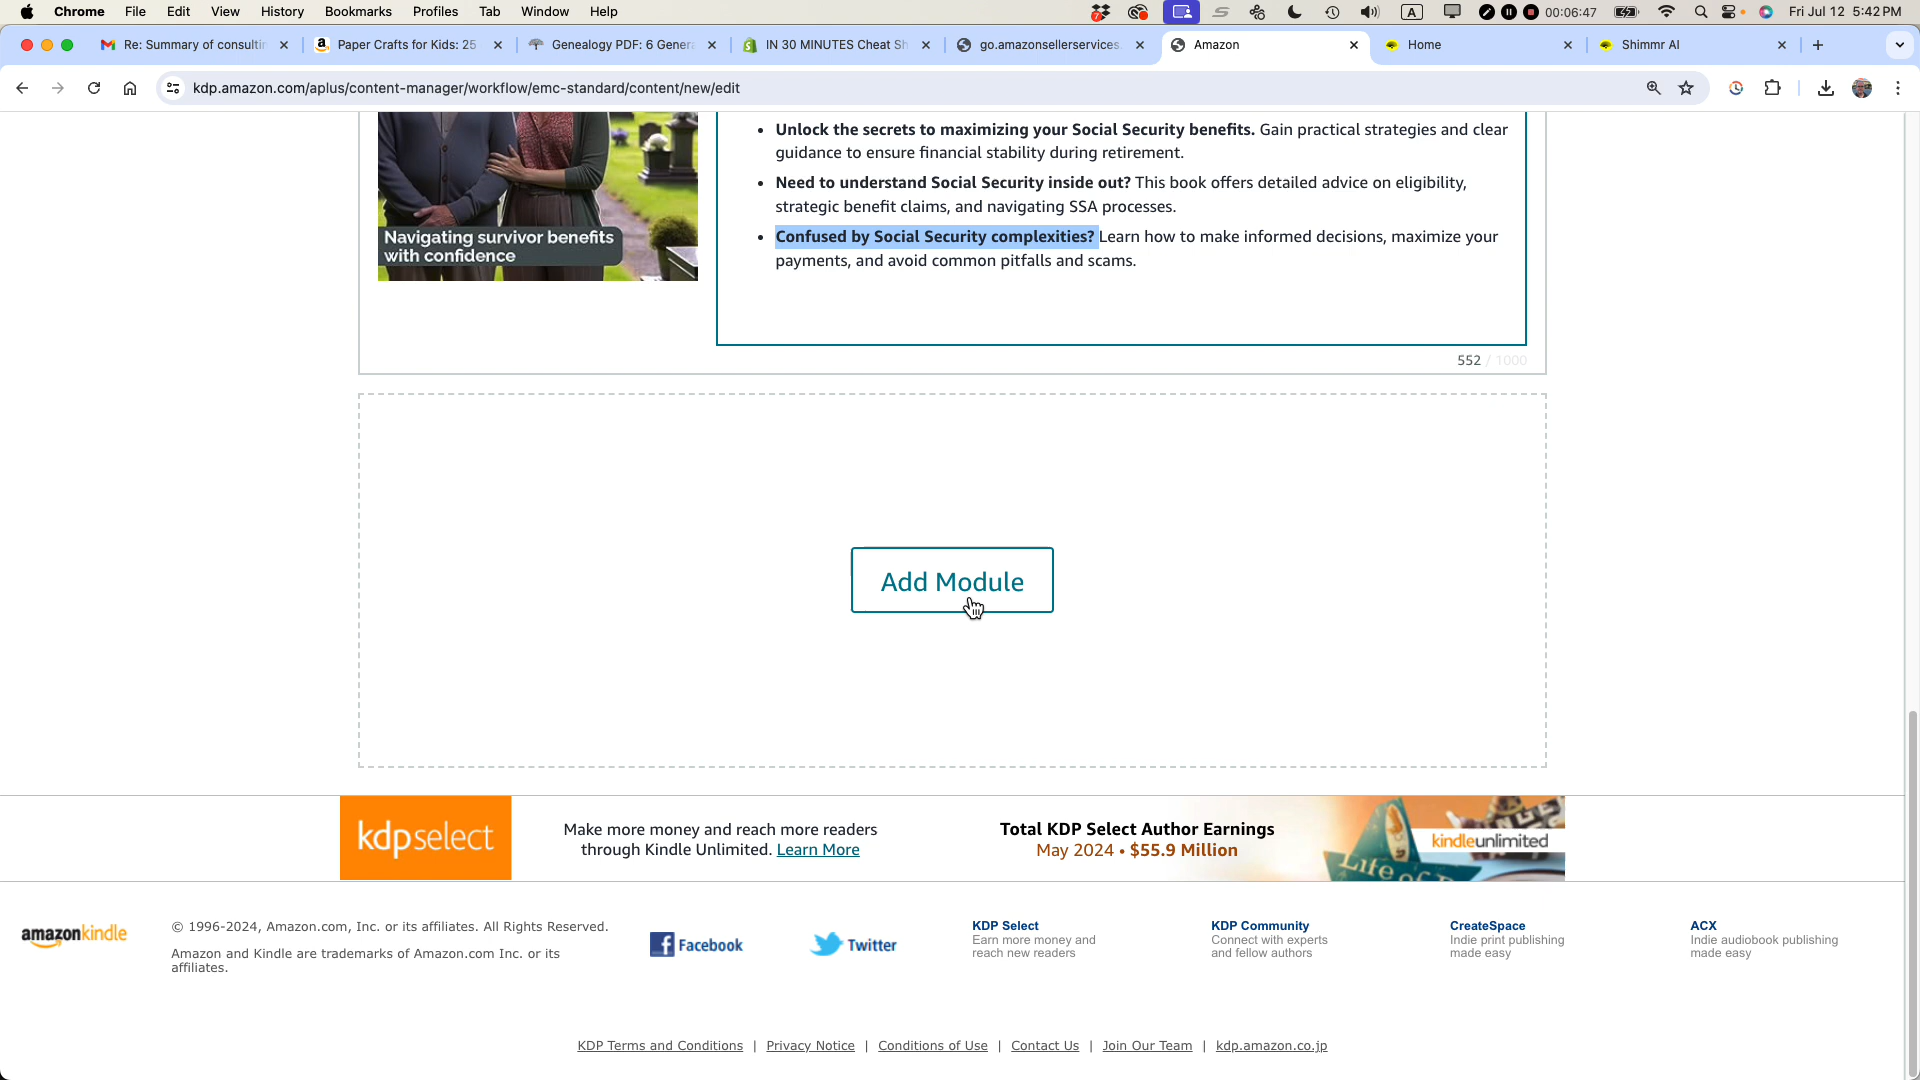 Chrome File Edit View History Bookmarks Profiles Tab Window Help 7 A 00:06:47 Fri Jul 12 5:42 PM
Re: Summary of consultin Paper Crafts for Kids: 25 Genealogy PDF: 6 Genera IN 30 MINUTES Cheat Sh go.amazonsellerservices. Amazon Home Shimmr AI
kdp.amazon.com/aplus/content-manager/workflow/emc-standard/content/new/edit
• Unlock the secrets to maximizing your Social Security benefits. Gain practical strategies and clear
guidance to ensure financial stability during retirement.
• Need to understand Social Security inside out? This book offers detailed advice on eligibility,
strategic benefit claims, and navigating SSA processes.
• Confused by Social Security complexities? Learn how to make informed decisions, maximize your
payments, and avoid common pitfalls and scams.
Navigating survivor benefits
with confidence
552 / 1000
Add Module
kdpselect
Make more money and reach more readers
through Kindle Unlimited. Learn More
Total KDP Select Author Earnings
May 2024 • $55.9 Million
kindleunlimited
Life of
amazonkindle
© 1996-2024, Amazon.com, Inc. or its affiliates. All Rights Reserved.
Amazon and Kindle are trademarks of Amazon.com Inc. or its
affiliates.
Facebook
Twitter
KDP Select
Earn more money and
reach new readers
KDP Community
Connect with experts
and fellow authors
CreateSpace
Indie print publishing
made easy
ACX
Indie audiobook publishing
made easy
KDP Terms and Conditions | Privacy Notice | Conditions of Use | Contact Us | Join Our Team | kdp.amazon.co.jp